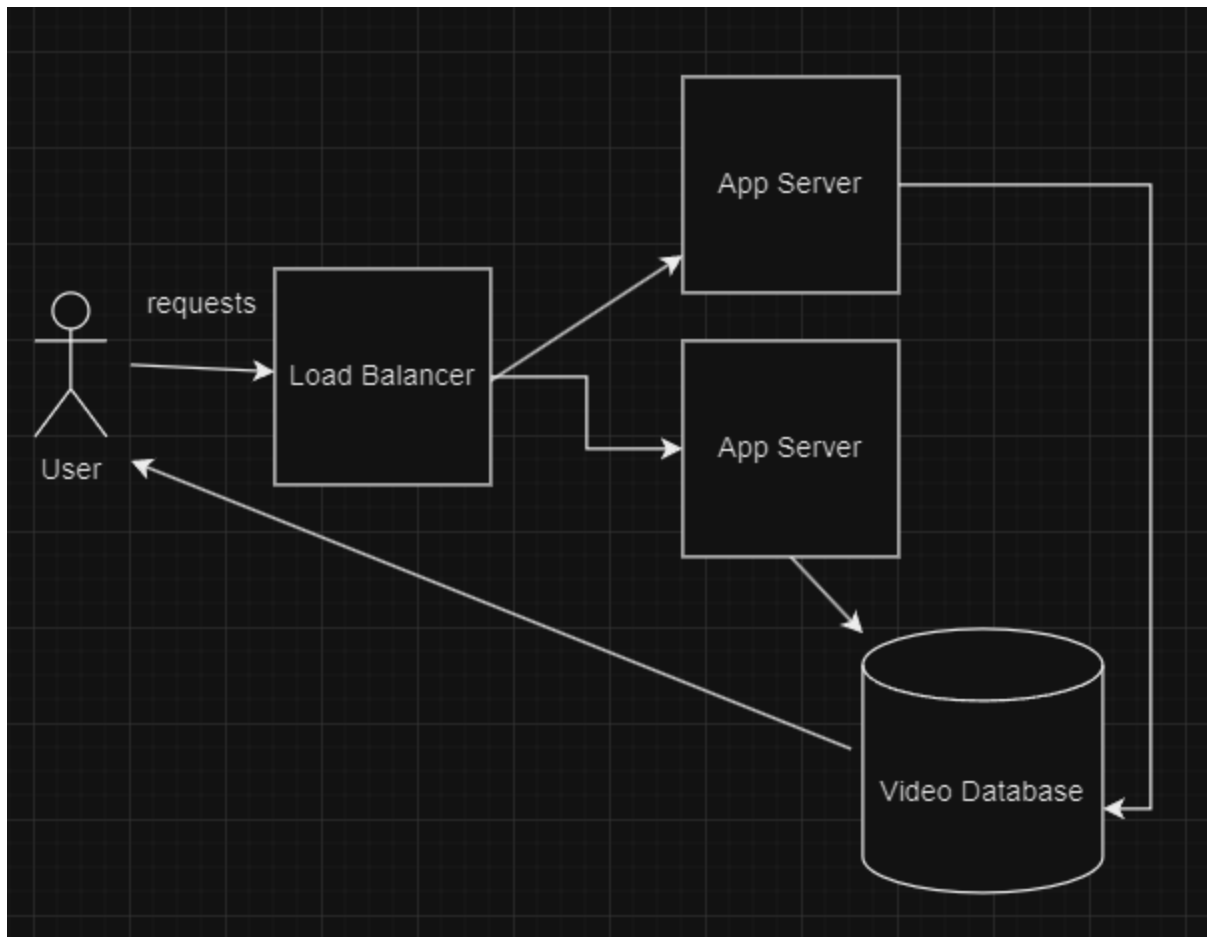 App Server
requests
Load Balancer
App Server
User
Video Database